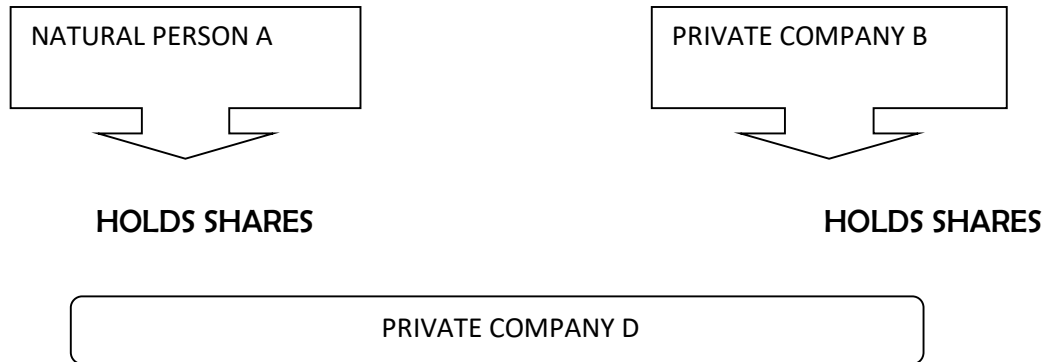 NATURAL PERSON A
PRIVATE COMPANY B
HOLDS SHARES
HOLDS SHARES
PRIVATE COMPANY D